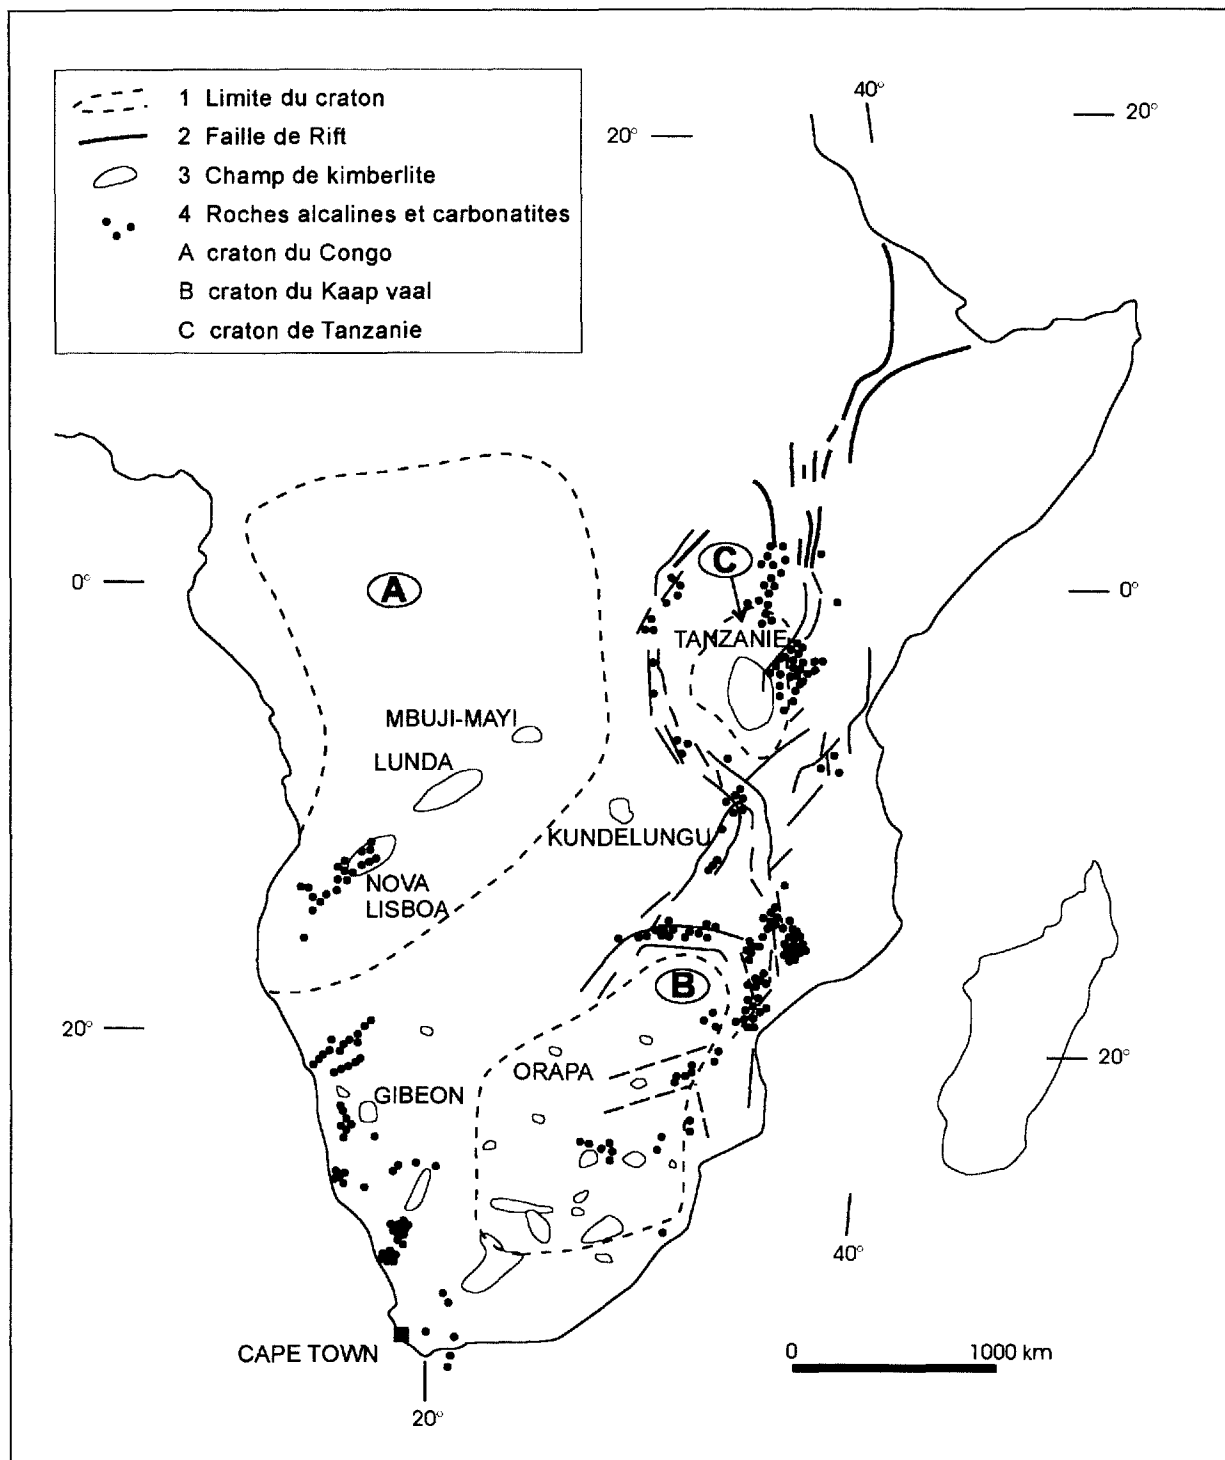 1 Limite du craton
2 Faille de Rift
3 Champ de kimberlite
4 Roches alcalines et carbonatites
A craton du Congo
B craton du Kaap vaal
C craton de Tanzanie
40°
20°
20°
C
0°
A
0°
TANZANIE
MBUJI-MAYI
LUNDA
KUNDELUNGU
NOVA
LISBOA
B
20°
ORAPA
20°
GIBEON
40°
CAPE TOWN
0
1000 km
20°